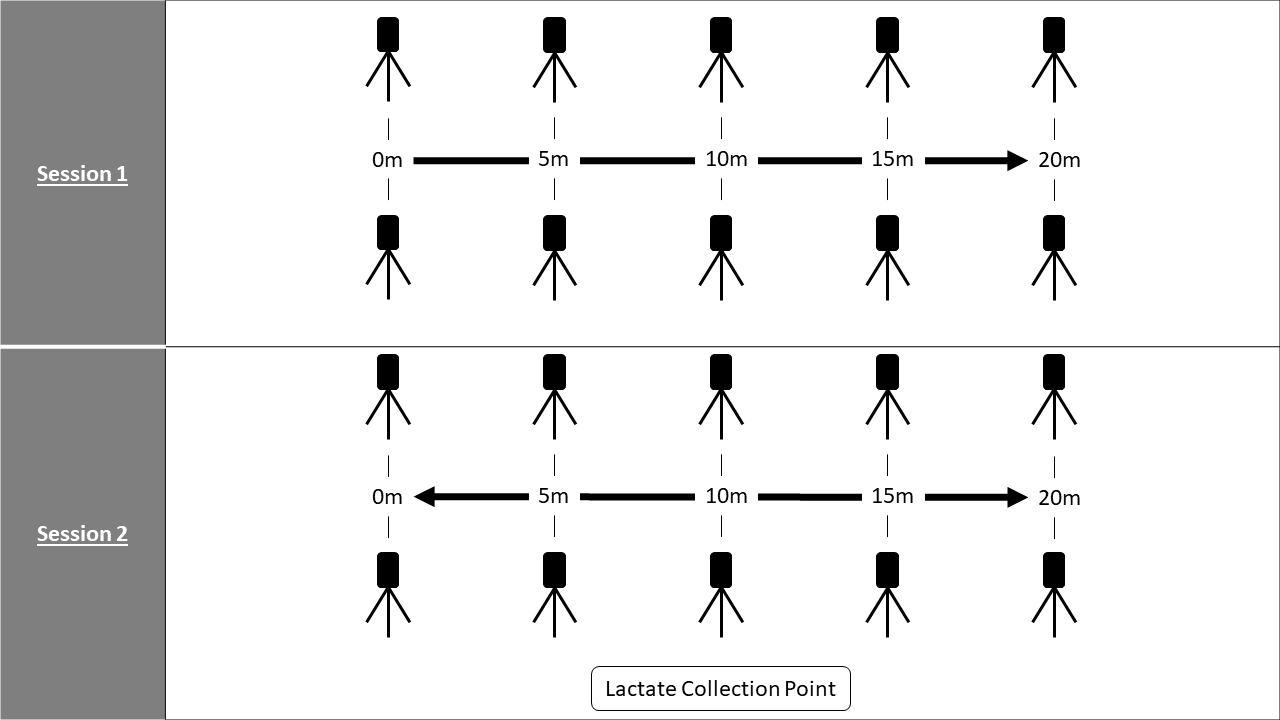 Session 1
0m 5m 10m 15m 20m
Session 2
0m 5m 10m 15m 20m
Lactate Collection Point